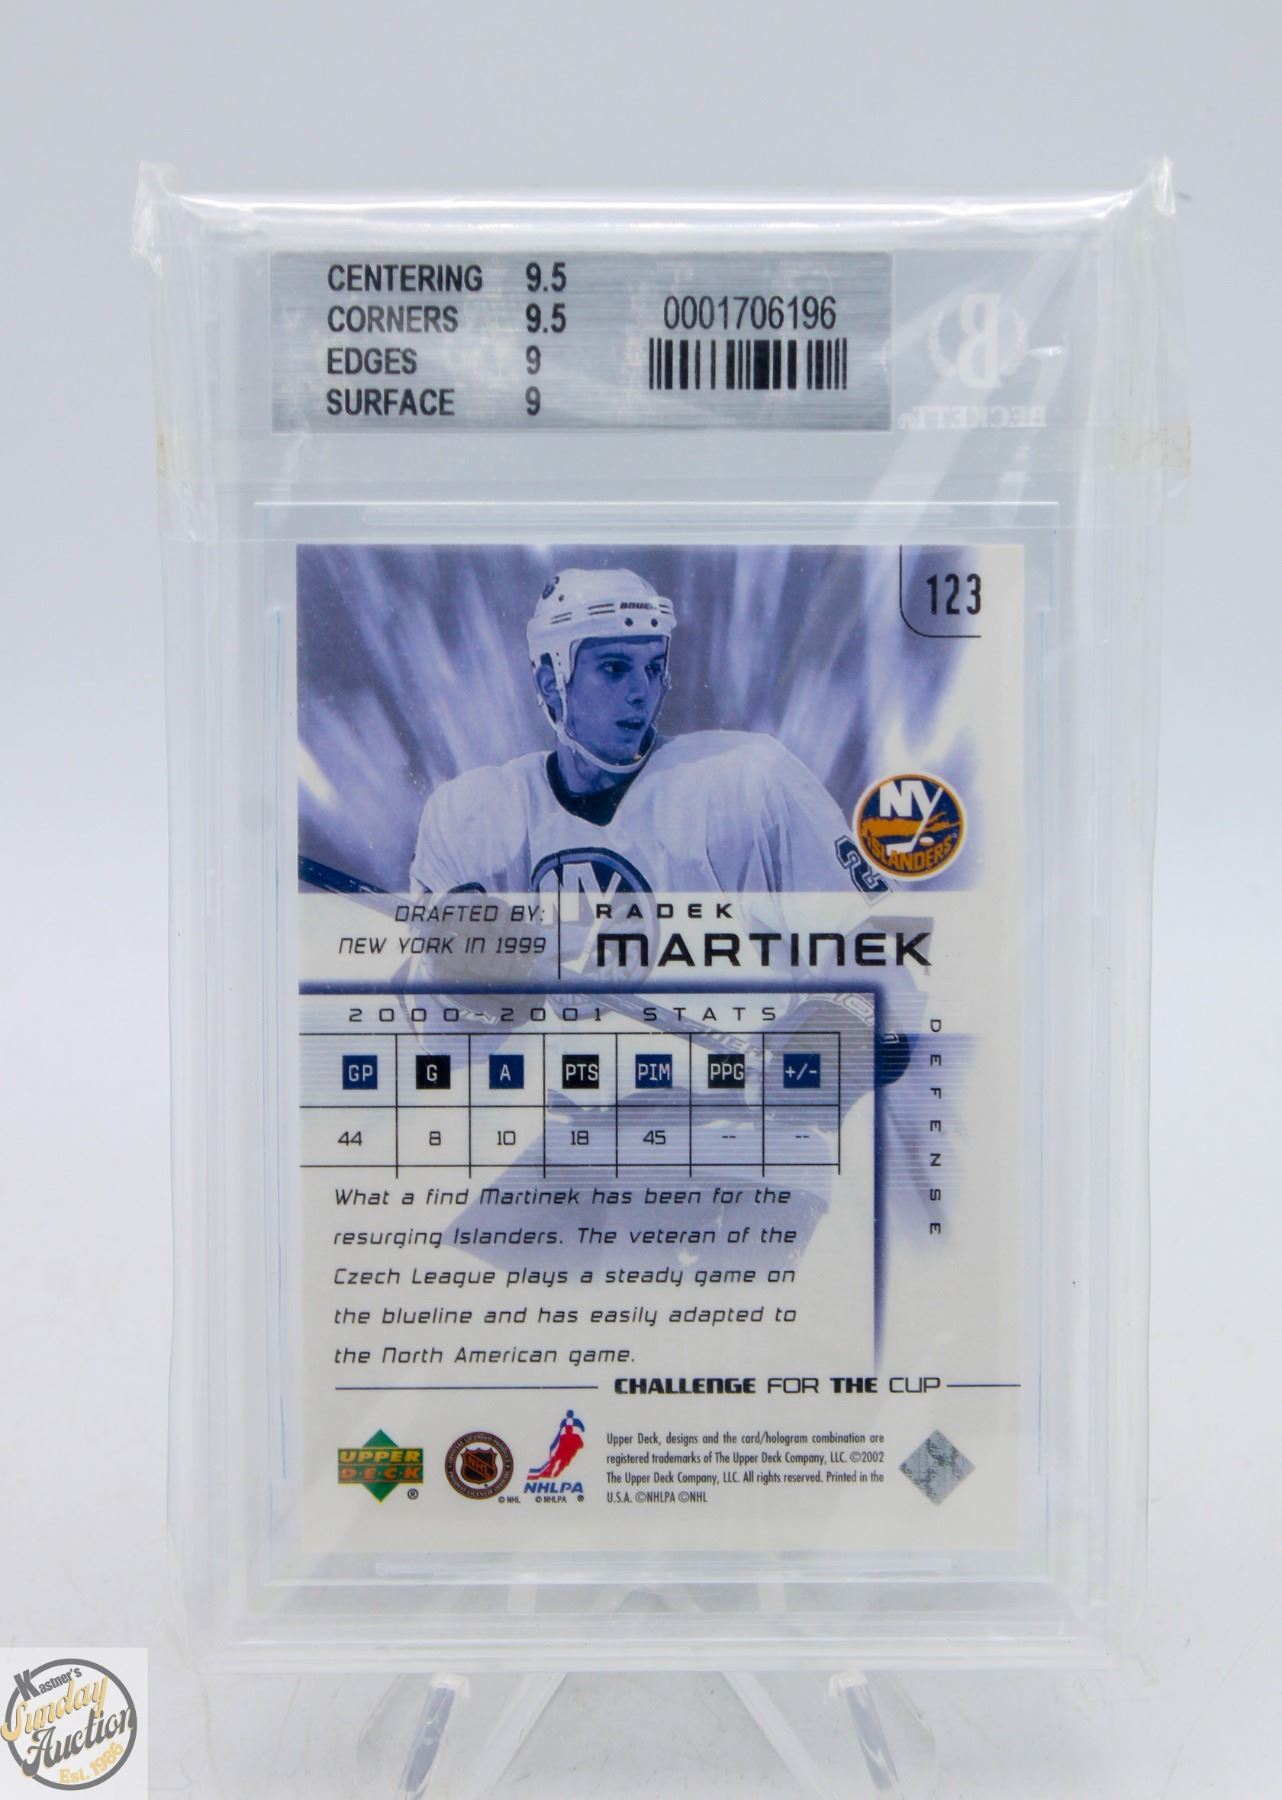 CENTERING 9.5
CORNERS 9.5
EDGES 9
SURFACE 9
0001706196
B
BECKETT
123
BAUER
NY
ISLANDERS
NY
DRAFTED BY:
NEW YORK IN 1999
RADEK
MARTINEK
DEFENSE
2000-2001 STATS
GP G A PTS PIM PPG +/-
44 8 10 18 45 -- --
What a find Martinek has been for the
resurging Islanders. The veteran of the
Czech League plays a steady game on
the blueline and has easily adapted to
the North American game.
CHALLENGE FOR THE CUP
UPPER
DECK
®
NHL
© NHL
NHLPA
© NHLPA ®
Upper Deck, designs and the card/hologram combination are
registered trademarks of The Upper Deck Company, LLC. ©2002
The Upper Deck Company, LLC. All rights reserved. Printed in the
U.S.A. ©NHLPA ©NHL
Kastner's
Sunday
Auction
Est. 1986